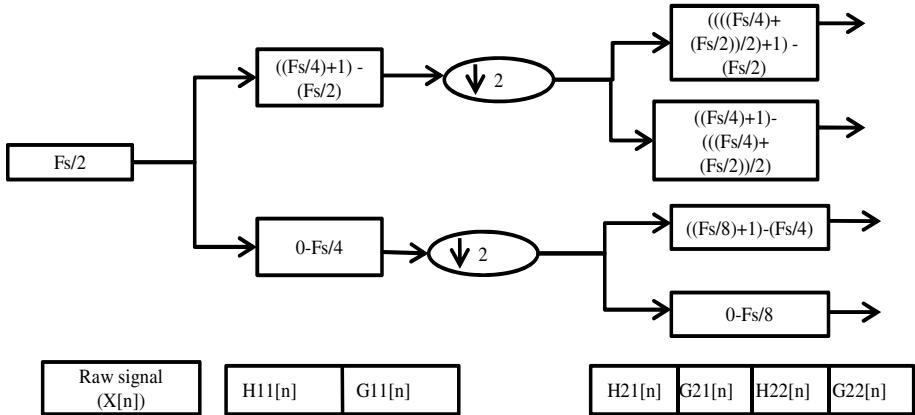 ((((Fs/4)+
(Fs/2))/2)+1) -
(Fs/2)
((Fs/4)+1) -
(Fs/2)
2
((Fs/4)+1)-
(((Fs/4)+
(Fs/2))/2)
Fs/2
((Fs/8)+1)-(Fs/4)
0-Fs/4
2
0-Fs/8
Raw signal
(X[n])
H11[n] G11[n]
H21[n] G21[n] H22[n] G22[n]